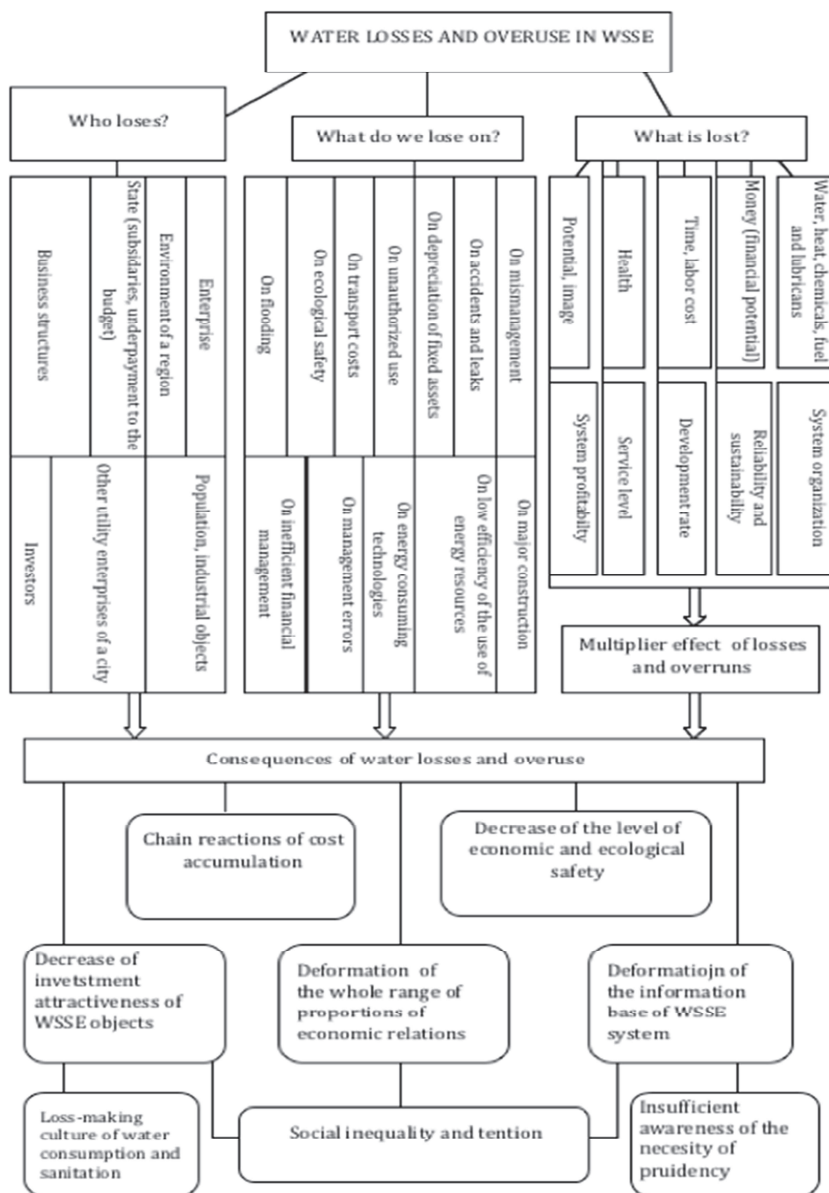 WATER LOSSES AND OVERUSE IN WSSE
Who loses?
What do we lose on?
What is lost?
Business structures
State (subsidaries, underpayment to the
budget)
Environment of a region
Enterprise
Investors
Other utility enterprises of a city
Population, industrial objects
On flooding
On ecological safety
On transport costs
On unauthorized use
On depreciation of fixed assets
On accidents and leaks
On mismanagement
On inefficient financial
management
On management errors
On energy consuming
technologies
On low efficiency of the use of
energy resources
On major construction
Potential, image
Health
Time, labor cost
Money (financial potential)
Water, heat, chemicals, fuel
and lubricans
System profitabilty
Service level
Development rate
Reliability and
sustainability
System organization
Multiplier effect of losses
and overruns
Consequences of water losses and overuse
Chain reactions of cost
accumulation
Decrease of the level of
economic and ecological
safety
Decrease of
invetstment
attractiveness of
WSSE objects
Deformation of
the whole range of
proportions of
economic relations
Deformatiojn of
the information
base of WSSE
system
Loss-making
culture of water
consumption and
sanitation
Social inequality and tention
Insufficient
awareness of the
necesity of
pruidency